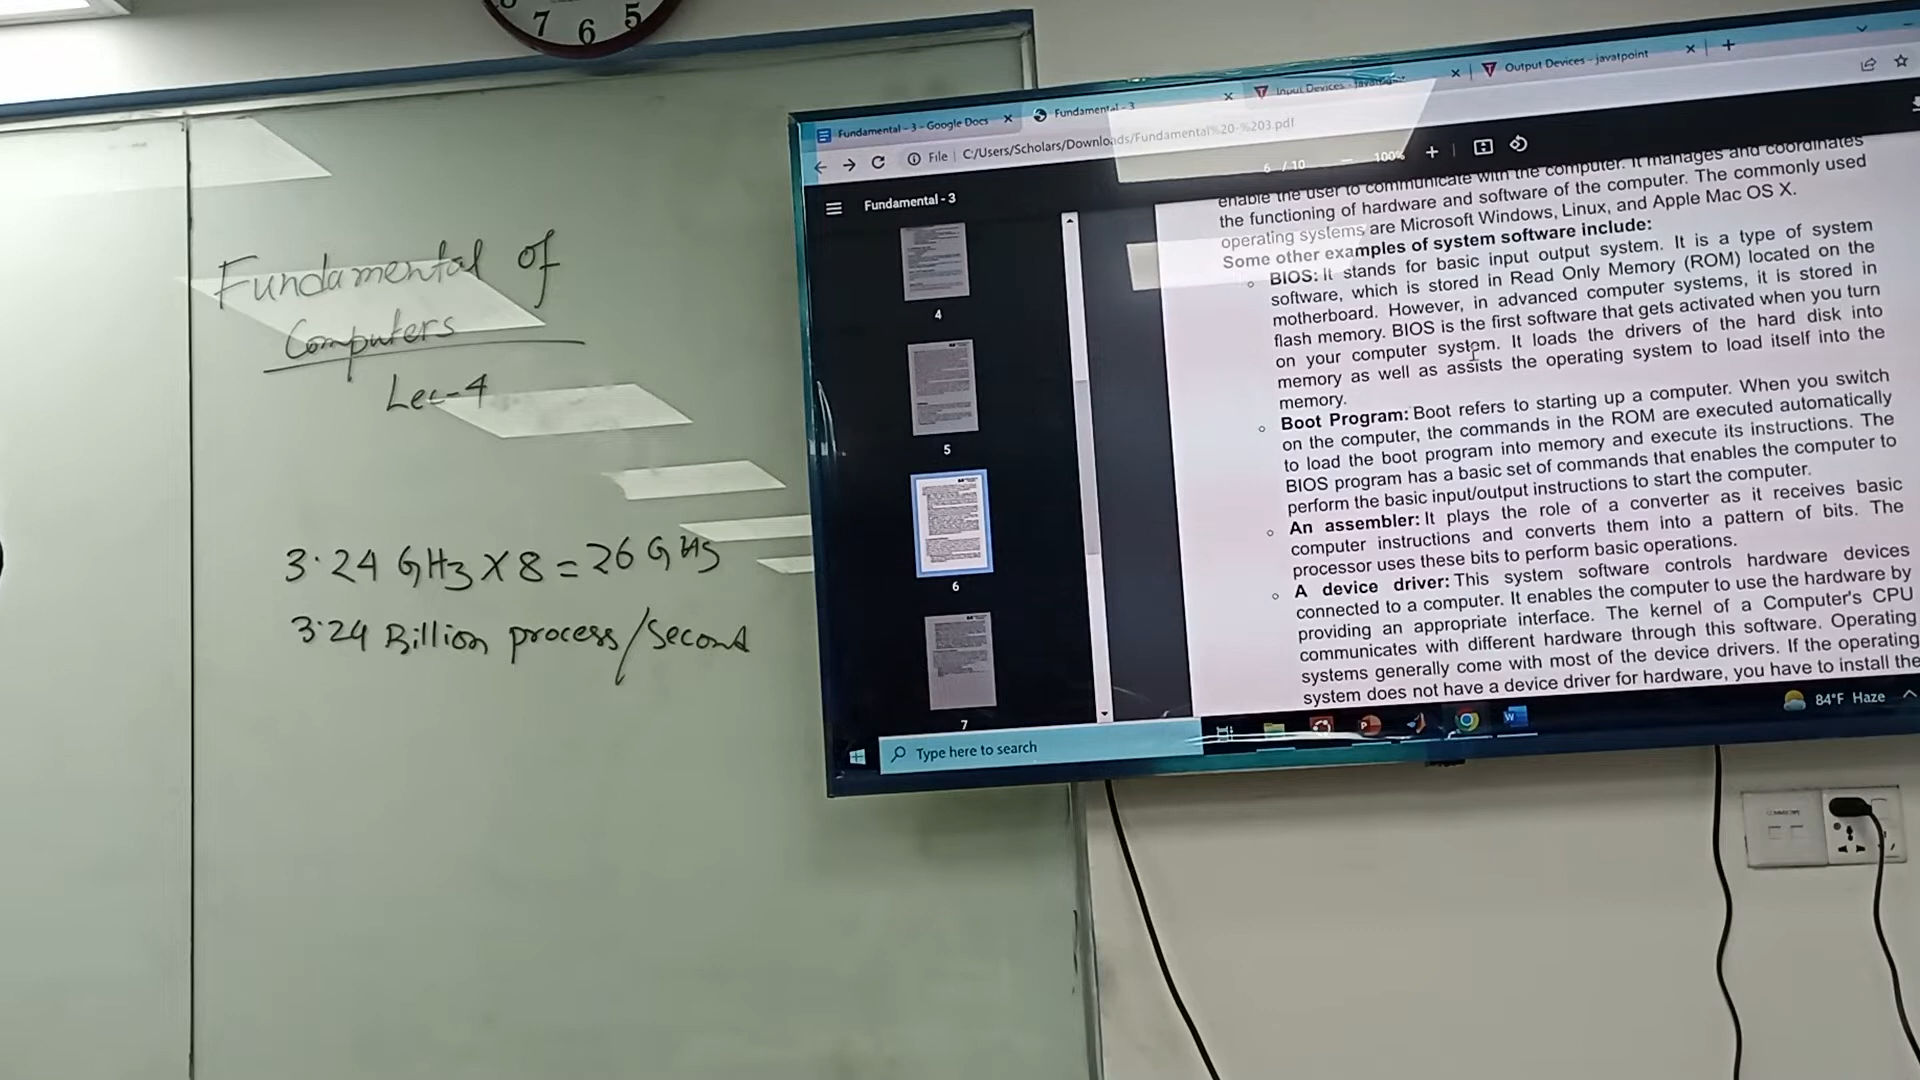 7 6 5
Fundamental of
Computers
Lec-4
3.24 GHz X 8 = 26 GHz
3.24 Billion process/Second
Fundamental - 3 - Google Docs
Fundamental - 3
Input Devices - javatpoint
Output Devices - javatpoint
File C:/Users/Scholars/Downloads/Fundamental%20-%203.pdf
Fundamental - 3
6 / 10
100%
4
5
6
7
enable the user to communicate with the computer. It manages and coordinates
the functioning of hardware and software of the computer. The commonly used
operating systems are Microsoft Windows, Linux, and Apple Mac OS X.
Some other examples of system software include:
BIOS: It stands for basic input output system. It is a type of system
software, which is stored in Read Only Memory (ROM) located on the
motherboard. However, in advanced computer systems, it is stored in
flash memory. BIOS is the first software that gets activated when you turn
on your computer system. It loads the drivers of the hard disk into
memory as well as assists the operating system to load itself into the
memory.
Boot Program: Boot refers to starting up a computer. When you switch
on the computer, the commands in the ROM are executed automatically
to load the boot program into memory and execute its instructions. The
BIOS program has a basic set of commands that enables the computer to
perform the basic input/output instructions to start the computer.
An assembler: It plays the role of a converter as it receives basic
computer instructions and converts them into a pattern of bits. The
processor uses these bits to perform basic operations.
A device driver: This system software controls hardware devices
connected to a computer. It enables the computer to use the hardware by
providing an appropriate interface. The kernel of a Computer's CPU
communicates with different hardware through this software. Operating
systems generally come with most of the device drivers. If the operating
system does not have a device driver for hardware, you have to install the
Type here to search
84°F Haze